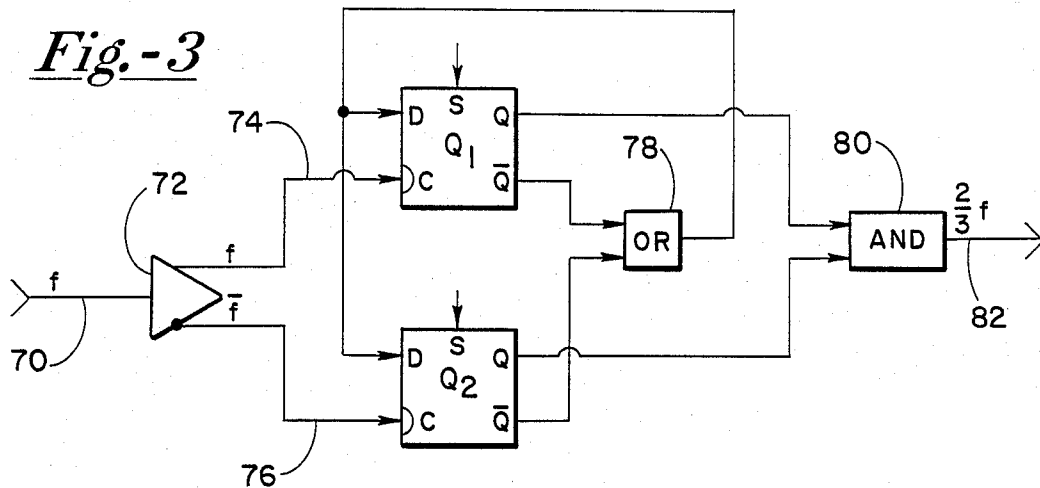 Fig.-3
S
D
Q
74
Q1
78
80
72
C
Q̅
2/3 f
f
OR
AND
f
f̅
82
70
S
D
Q
Q2
C
Q̅
76